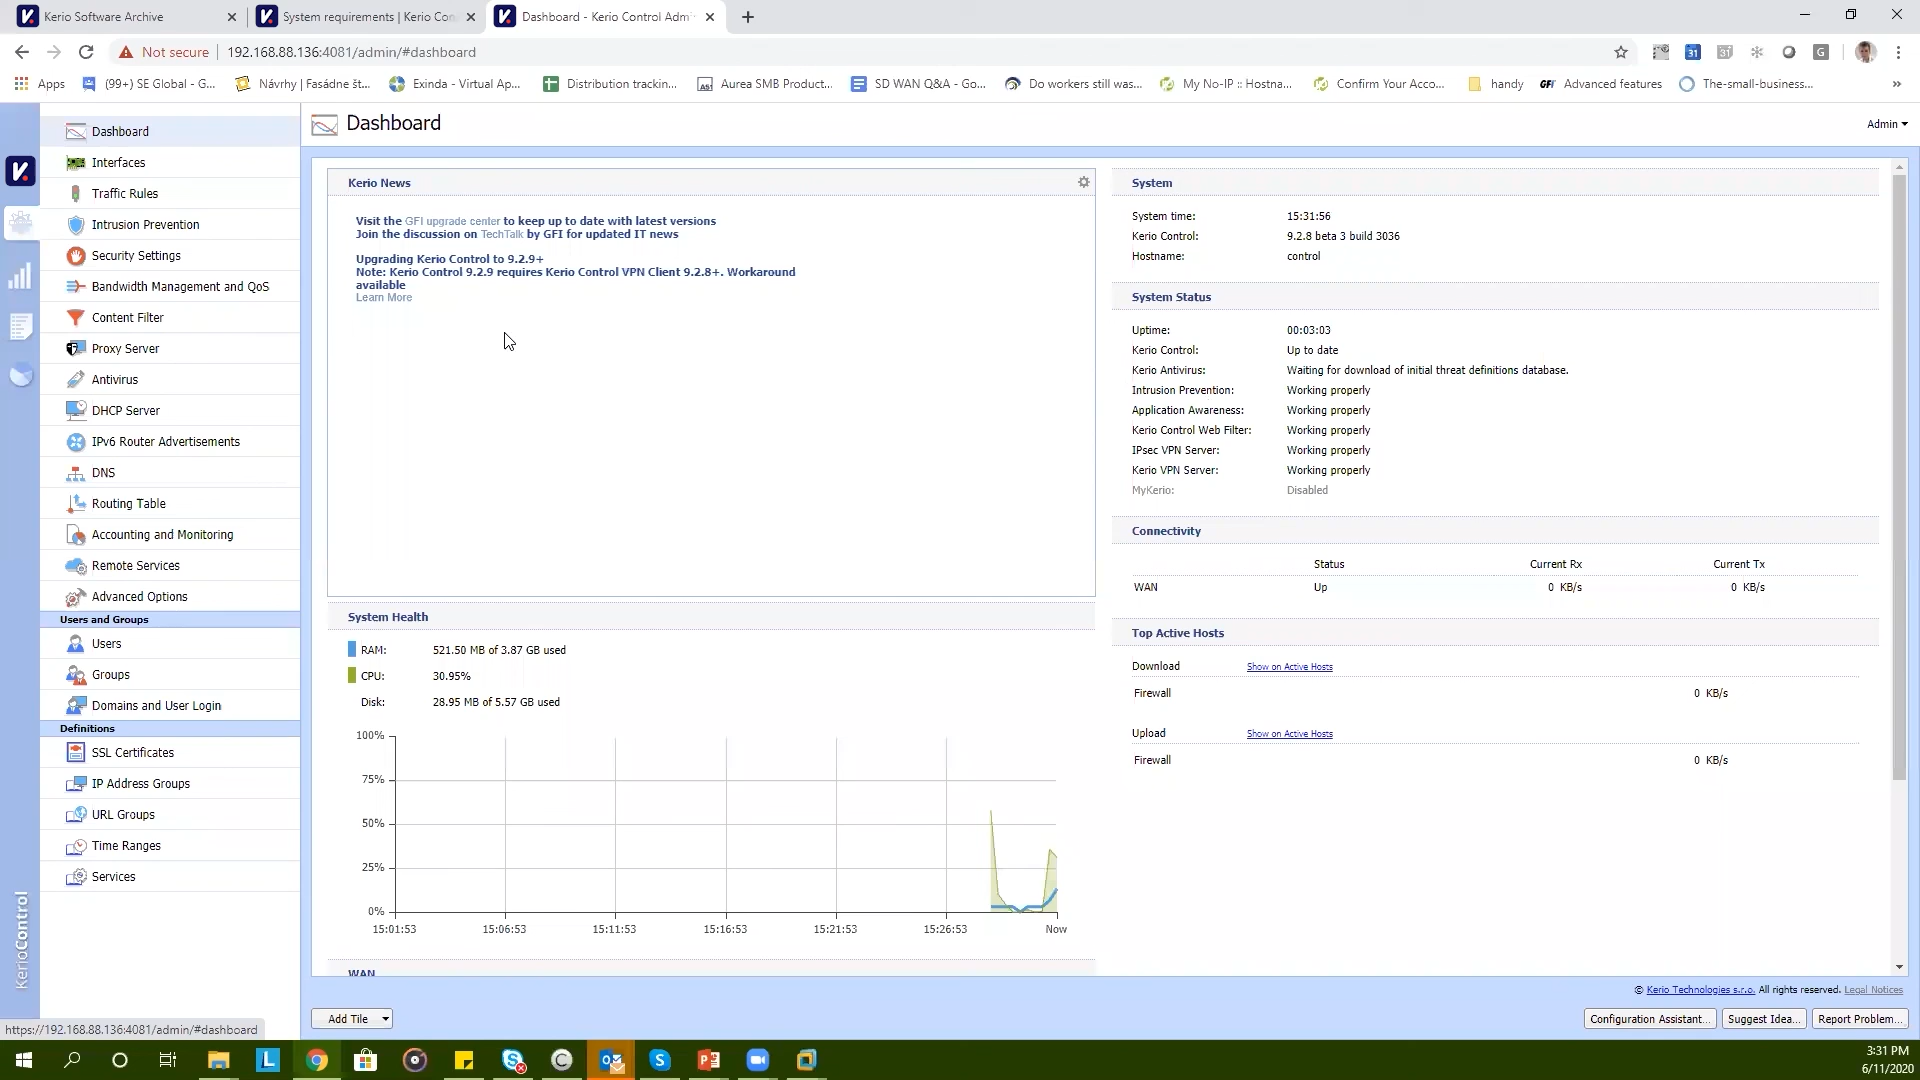 Kerio Software Archive
System requirements | Kerio Con
Dashboard - Kerio Control Admi
Not secure
192.168.88.136:4081/admin/#dashboard
Apps
(99+) SE Global - G...
Návrhy | Fasádne št...
Exinda - Virtual Ap...
Distribution trackin...
Aurea SMB Product...
SD WAN Q&A - Go...
Do workers still was...
My No-IP :: Hostna...
Confirm Your Acco...
handy
GFI Advanced features
The-small-business...
Dashboard
Interfaces
Traffic Rules
Intrusion Prevention
Security Settings
Bandwidth Management and QoS
Content Filter
Proxy Server
Antivirus
DHCP Server
IPv6 Router Advertisements
DNS
Routing Table
Accounting and Monitoring
Remote Services
Advanced Options
Users and Groups
Users
Groups
Domains and User Login
Definitions
SSL Certificates
IP Address Groups
URL Groups
Time Ranges
Services
KerioControl
https://192.168.88.136:4081/admin/#dashboard
Dashboard
Admin
Kerio News
Visit the GFI upgrade center to keep up to date with latest versions
Join the discussion on TechTalk by GFI for updated IT news
Upgrading Kerio Control to 9.2.9+
Note: Kerio Control 9.2.9 requires Kerio Control VPN Client 9.2.8+. Workaround
available
Learn More
System Health
RAM: 521.50 MB of 3.87 GB used
CPU: 30.95%
Disk: 28.95 MB of 5.57 GB used
100%
75%
50%
25%
0%
15:01:53 15:06:53 15:11:53 15:16:53 15:21:53 15:26:53 Now
WAN
System
System time: 15:31:56
Kerio Control: 9.2.8 beta 3 build 3036
Hostname: control
System Status
Uptime: 00:03:03
Kerio Control: Up to date
Kerio Antivirus: Waiting for download of initial threat definitions database.
Intrusion Prevention: Working properly
Application Awareness: Working properly
Kerio Control Web Filter: Working properly
IPsec VPN Server: Working properly
Kerio VPN Server: Working properly
MyKerio: Disabled
Connectivity
Status Current Rx Current Tx
WAN Up 0 KB/s 0 KB/s
Top Active Hosts
Download Show on Active Hosts
Firewall 0 KB/s
Upload Show on Active Hosts
Firewall 0 KB/s
© Kerio Technologies s.r.o. All rights reserved. Legal Notices
Add Tile
Configuration Assistant...
Suggest Idea...
Report Problem...
3:31 PM
6/11/2020